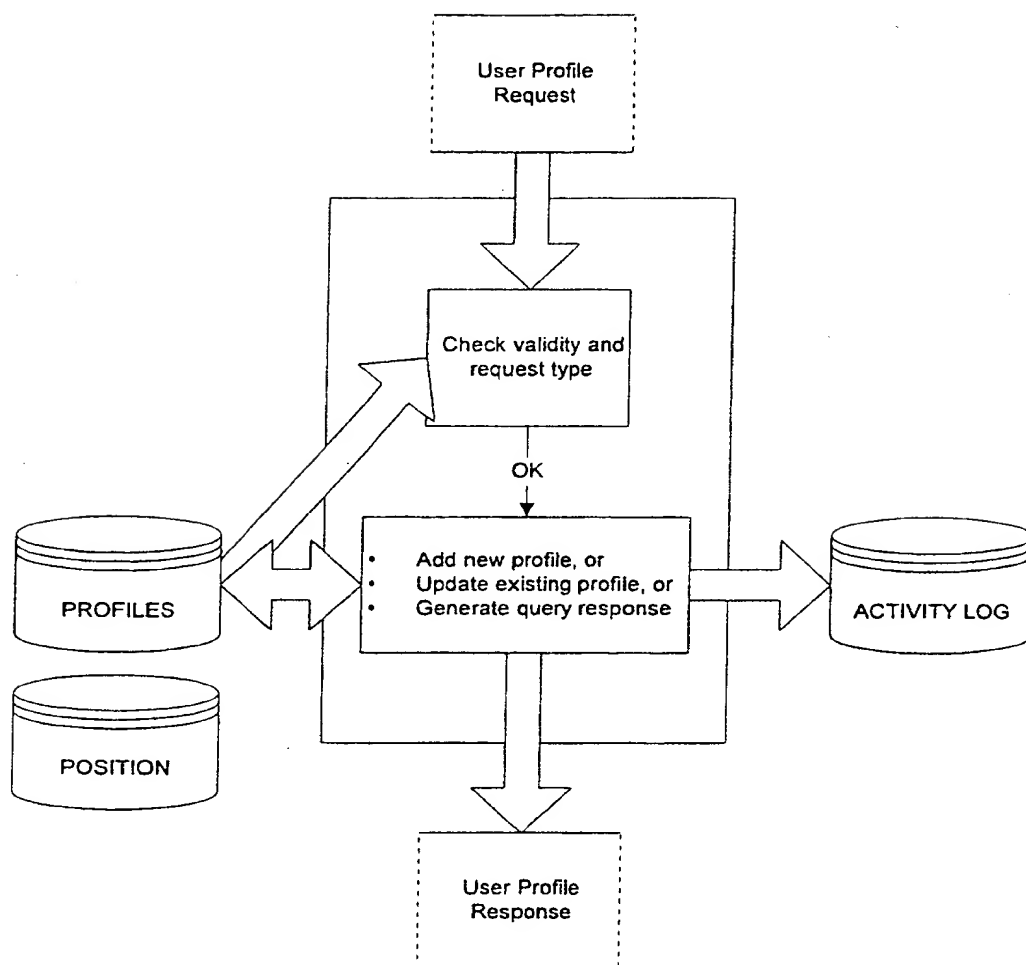 User Profile
Request
Check validity and
request type
OK
PROFILES
• Add new profile, or
• Update existing profile, or
• Generate query response
ACTIVITY LOG
POSITION
User Profile
Response